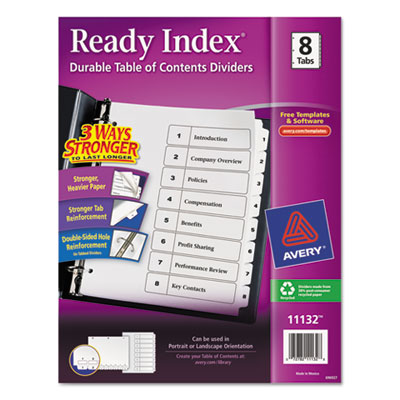 Ready Index®
Durable Table of Contents Dividers
8
Tabs
Free Templates
& Software
avery.com/templates
3 WAYS
STRONGER
TO LAST LONGER
Stronger,
Heavier Paper
Stronger Tab
Reinforcement
Double-Sided Hole
Reinforcement
on Tabbed Dividers
1 Introduction
2 Company Overview
3 Policies
4 Compensation
5 Benefits
6 Profit Sharing
7 Performance Review
8 Key Contacts
AVERY®
Recycled
Dividers made from
30% post-consumer
recycled paper
11132™
Can be used in
Portrait or Landscape Orientation
Create your Table of Contents at
avery.com/library
Made in Mexico